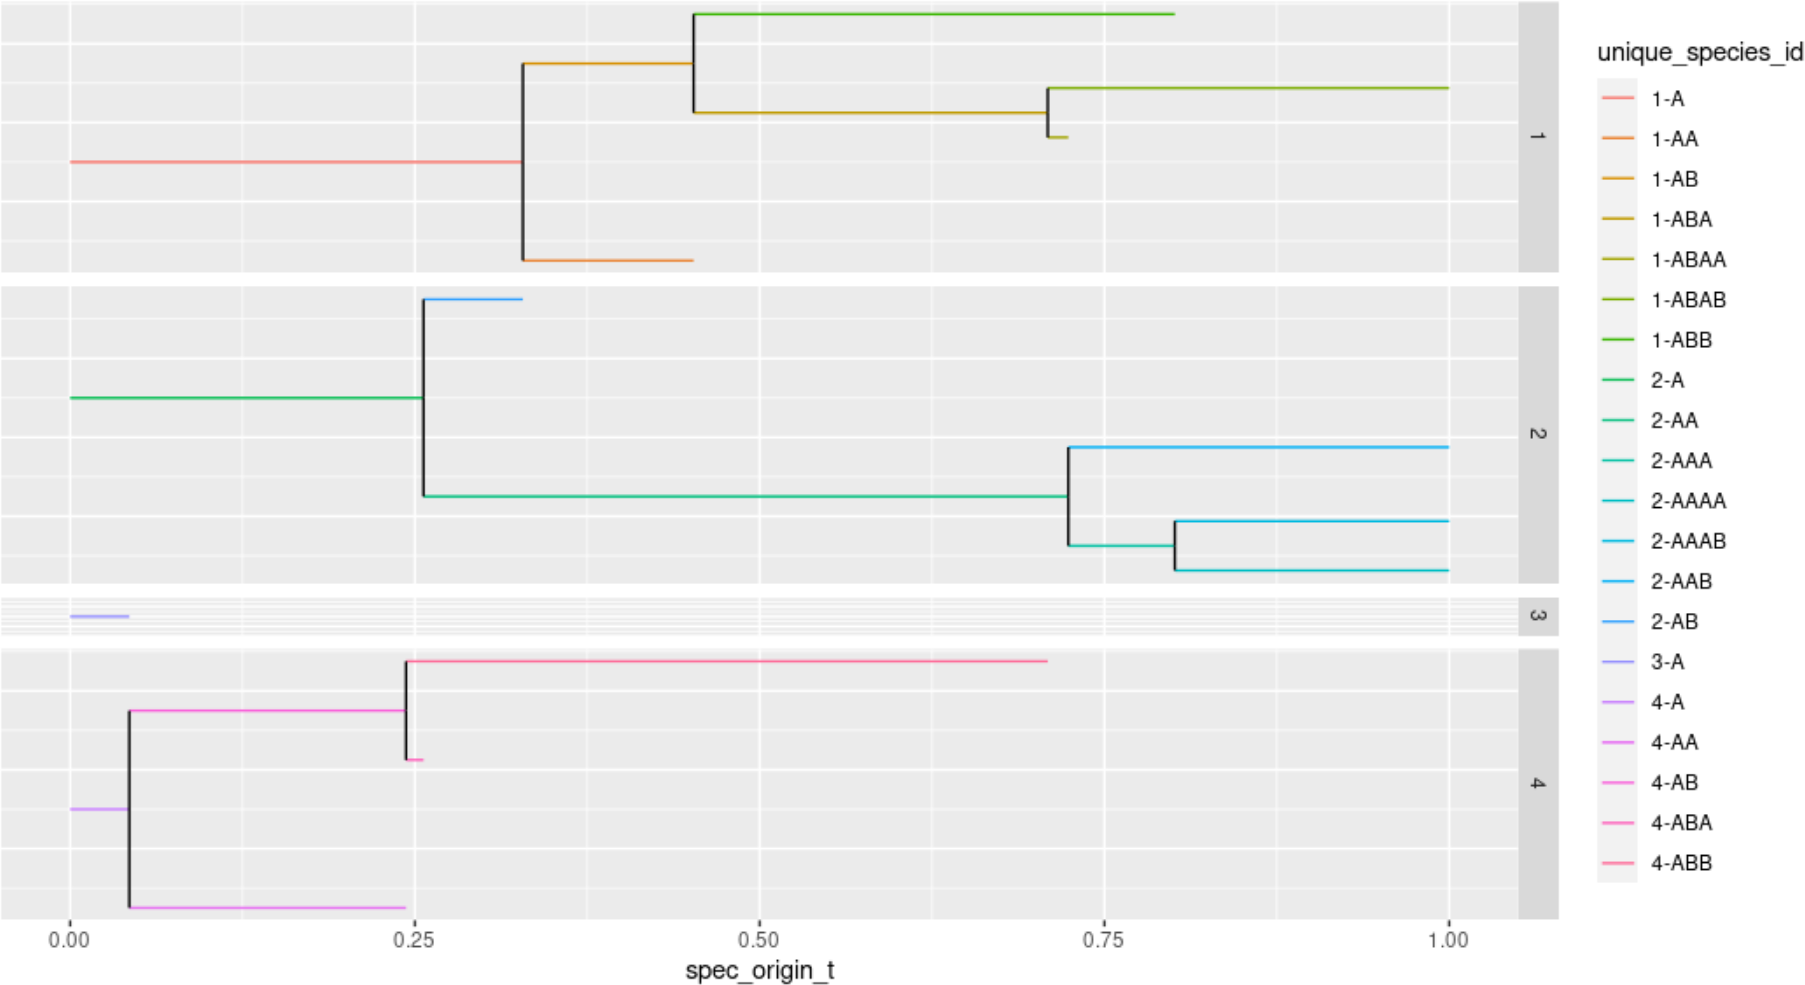 unique_species_id
1-A
1-AA
1-AB
1-ABA
1-ABAA
1-ABAB
1-ABB
2-A
2-AA
2-AAA
2-AAAA
2-AAAB
2-AAB
2-AB
3-A
4-A
4-AA
4-AB
4-ABA
4-ABB
1
2
3
4
0.00 0.25 0.50 0.75 1.00
spec_origin_t